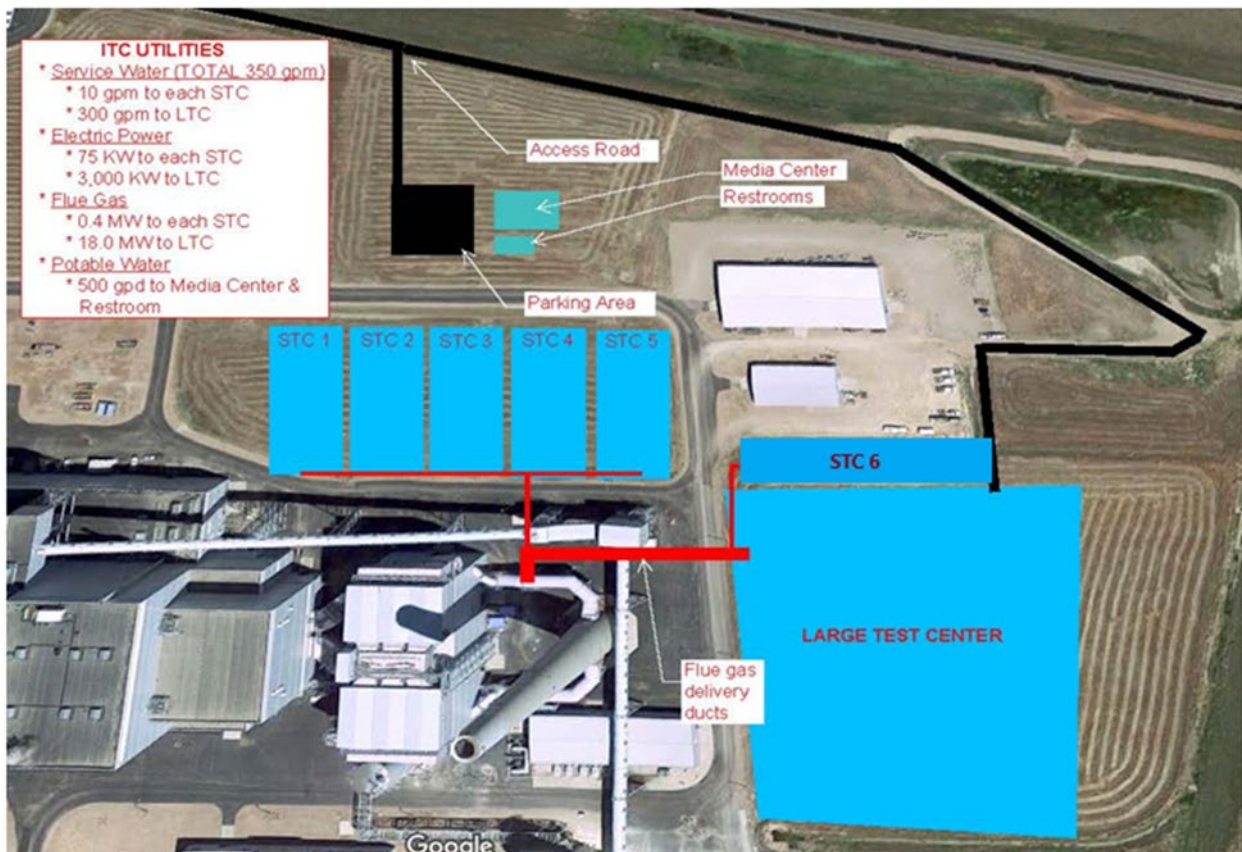 ITC UTILITIES
* Service Water (TOTAL 350 gpm)
* 10 gpm to each STC
* 300 gpm to LTC
* Electric Power
* 75 KW to each STC
* 3,000 KW to LTC
* Flue Gas
* 0.4 MW to each STC
* 18.0 MW to LTC
* Potable Water
* 500 gpd to Media Center &
Restroom
Access Road
Media Center
Restrooms
Parking Area
STC 1
STC 2
STC 3
STC 4
STC 5
STC 6
LARGE TEST CENTER
Flue gas
delivery
ducts
Google